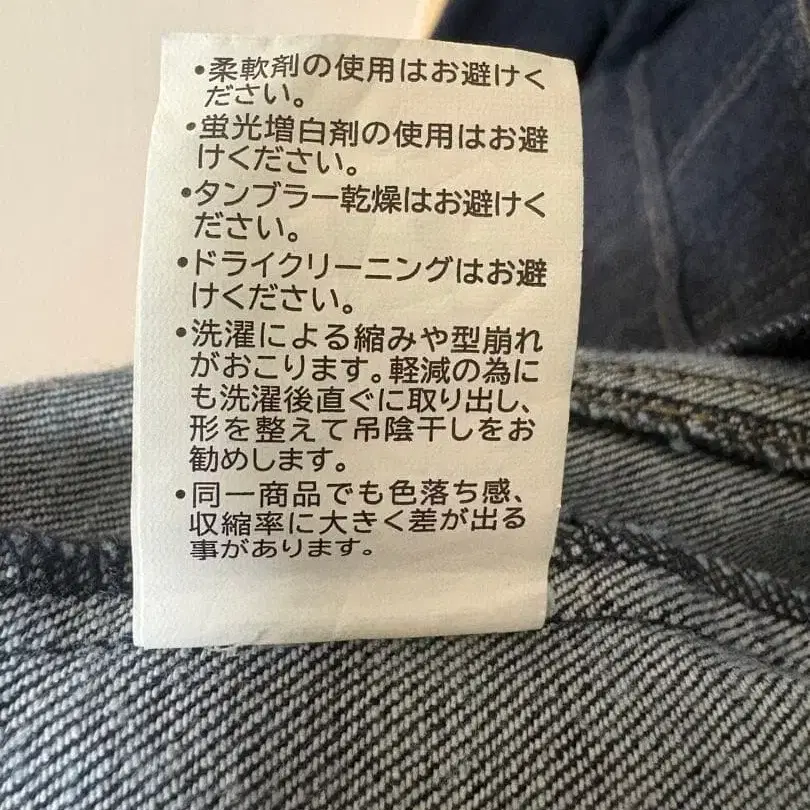 •柔軟剤の使用はお避けく
ださい。
•蛍光増白剤の使用はお避
けください。
•タンブラー乾燥はお避けく
ださい。
•ドライクリーニングはお避
けください。
•洗濯による縮みや型崩れ
がおこります。軽減の為に
も洗濯後直ぐに取り出し、
形を整えて吊陰干しをお
勧めします。
•同一商品でも色落ち感、
収縮率に大きく差が出る
事があります。